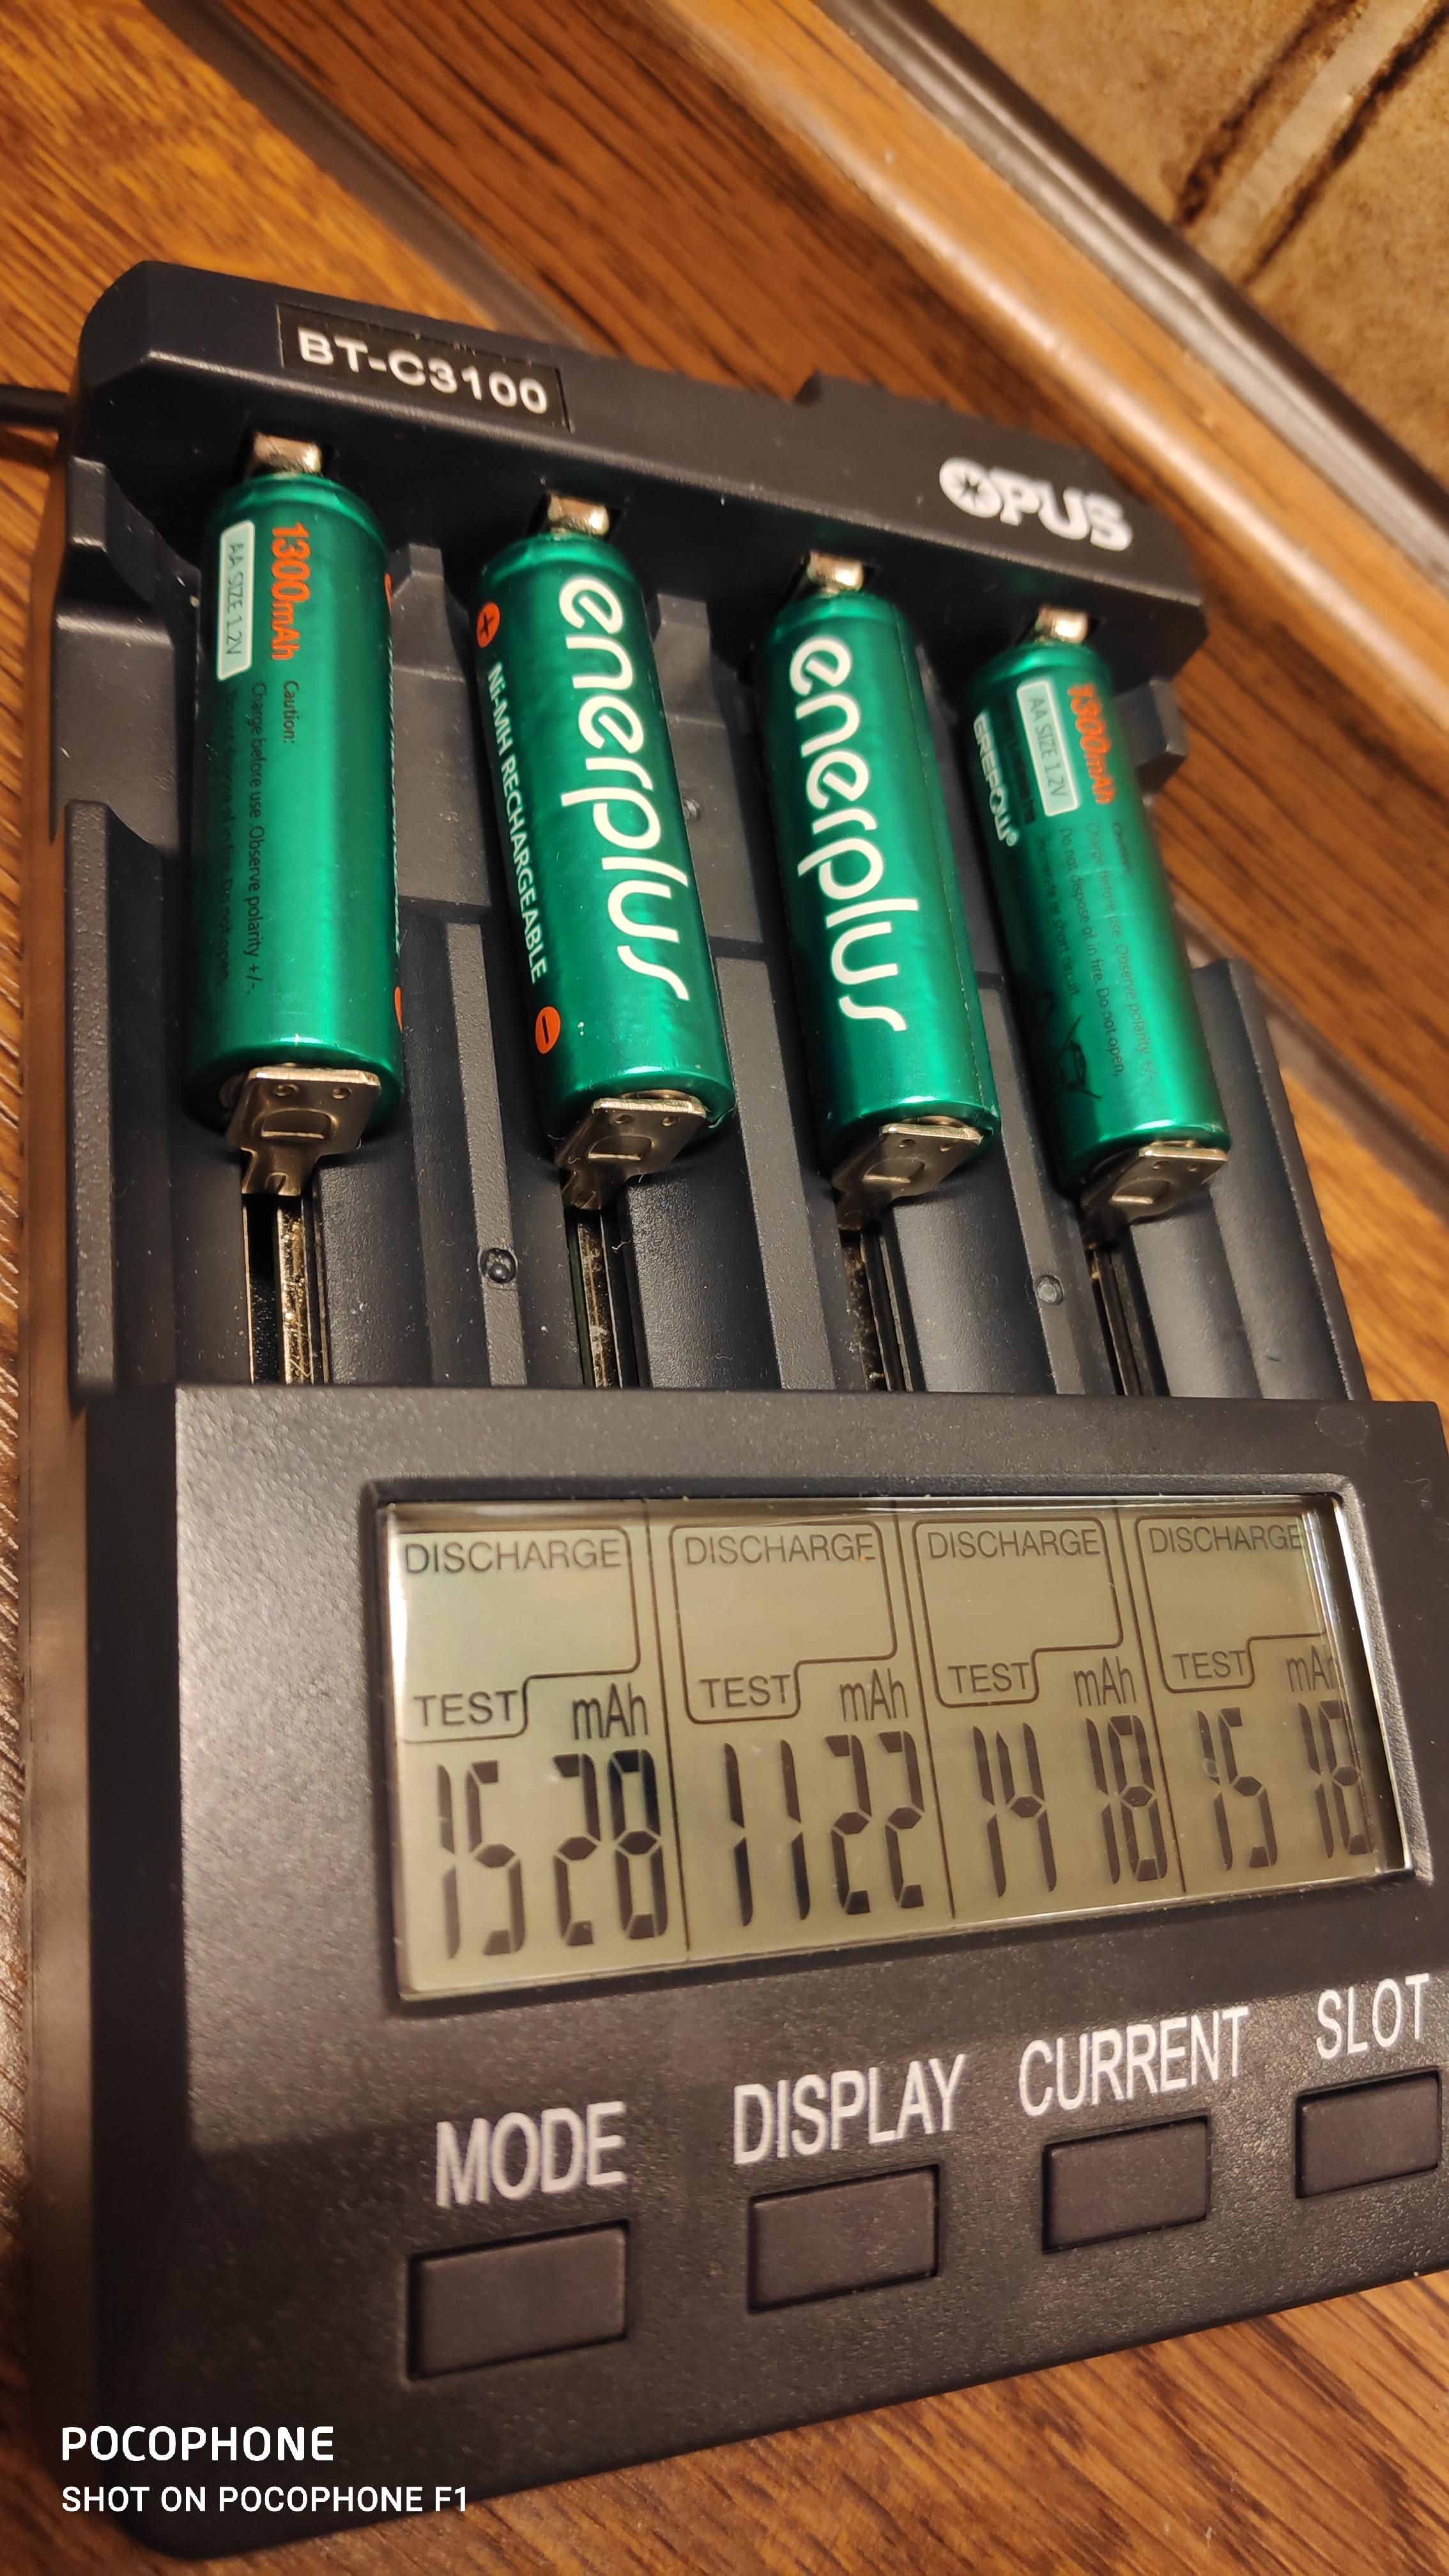 BT-C3100
OPUS
1300mAh
AA SIZE 1.2V
Caution:
Charge before use. Observe polarity +/-.
+
enerplus
Ni-MH RECHARGEABLE
-
enerplus
1300mAh
AA SIZE 1.2V
Caution:
Charge before use. Observe polarity +/-.
Do not dispose of in fire. Do not open,
DISCHARGE DISCHARGE DISCHARGE DISCHARGE
TEST mAh TEST mAh TEST mAh TEST mAh
1528 1122 1418 1518
MODE DISPLAY CURRENT SLOT
POCOPHONE
SHOT ON POCOPHONE F1